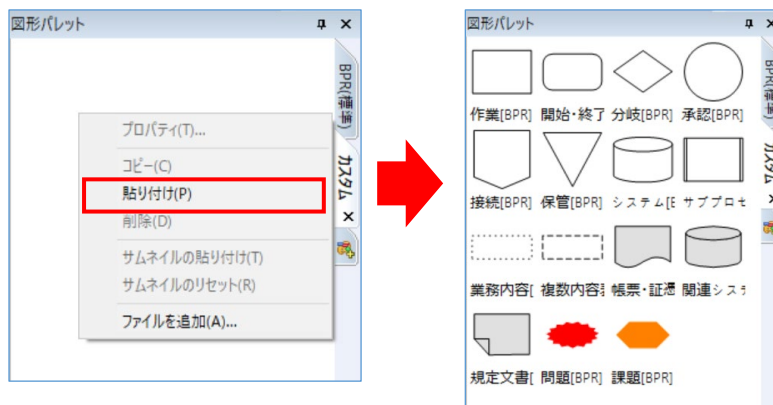 図形パレット
BPR(標準)
カスタム
プロパティ(T)...
コピー(C)
貼り付け(P)
削除(D)
サムネイルの貼り付け(T)
サムネイルのリセット(R)
ファイルを追加(A)...
図形パレット
BPR(標準)
カスタム
作業[BPR] 開始・終了 分岐[BPR] 承認[BPR]
接続[BPR] 保管[BPR] システム[E サブプロセ
業務内容[ 複数内容 帳票・証憑 関連システ
規定文書[ 問題[BPR] 課題[BPR]